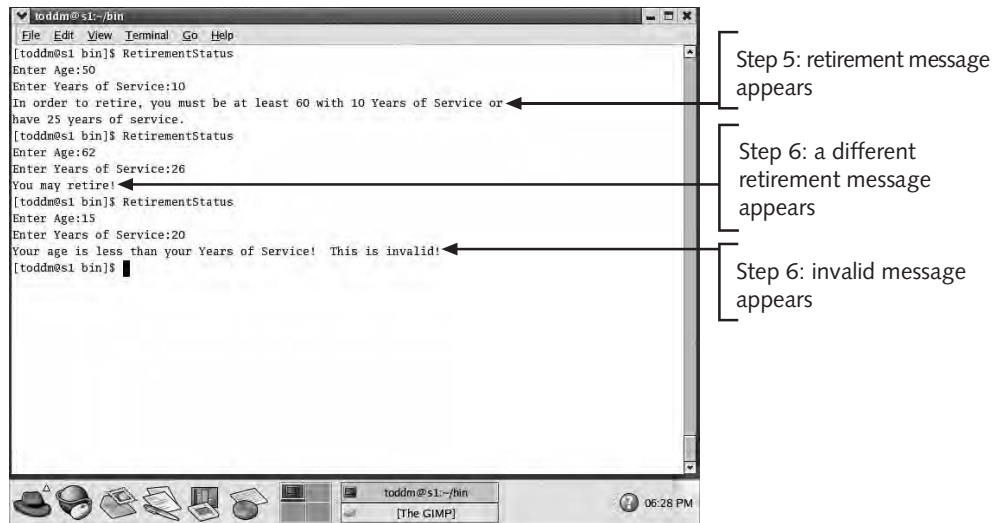 toddm@s1:~/bin
File Edit View Terminal Go Help
[toddm@s1 bin]$ RetirementStatus
Enter Age:50
Enter Years of Service:10
In order to retire, you must be at least 60 with 10 Years of Service or
have 25 years of service.
[toddm@s1 bin]$ RetirementStatus
Enter Age:62
Enter Years of Service:26
You may retire!
[toddm@s1 bin]$ RetirementStatus
Enter Age:15
Enter Years of Service:20
Your age is less than your Years of Service!  This is invalid!
[toddm@s1 bin]$
Step 5: retirement message
appears
Step 6: a different
retirement message
appears
Step 6: invalid message
appears
toddm@s1:~/bin
[The GIMP]
06:28 PM